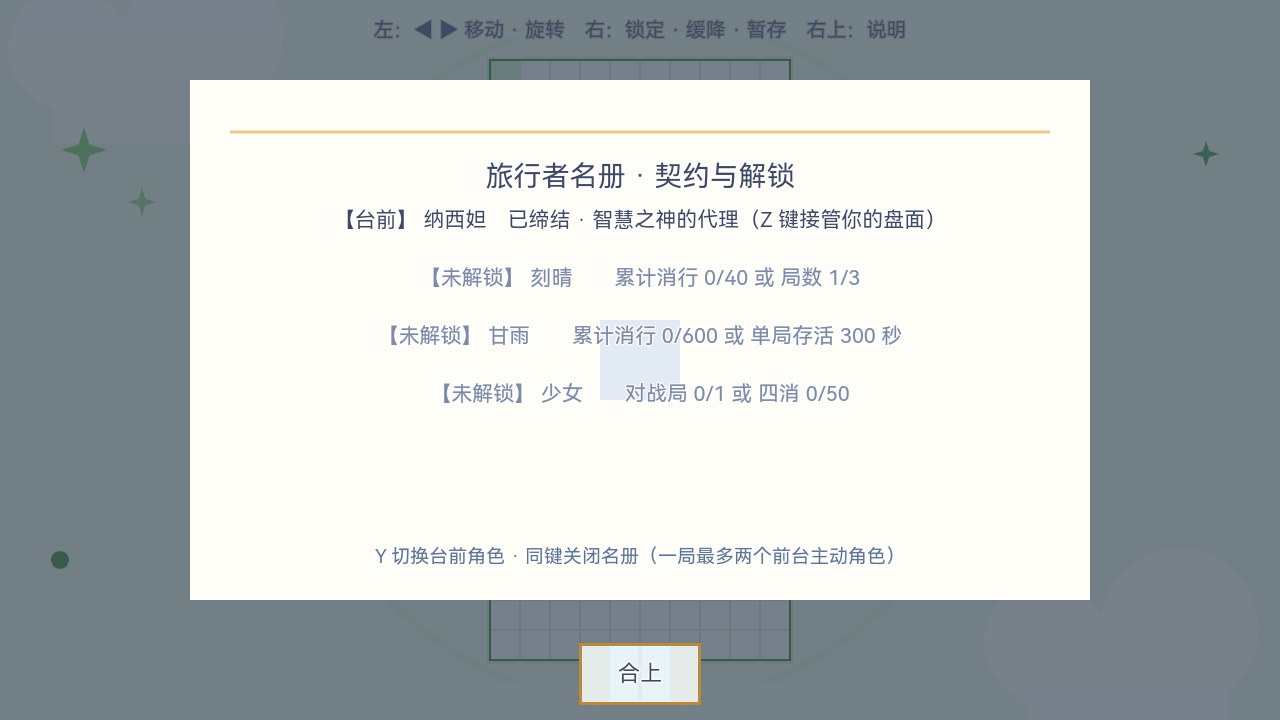 左: ◀ ▶ 移动 · 旋转 右: 锁定 · 缓降 · 暂存 右上: 说明
旅行者名册 · 契约与解锁
【台前】 纳西妲 已缔结 · 智慧之神的代理（Z 键接管你的盘面）
【未解锁】 刻晴 累计消行 0/40 或 局数 1/3
【未解锁】 甘雨 累计消行 0/600 或 单局存活 300 秒
【未解锁】 少女 对战局 0/1 或 四消 0/50
Y 切换台前角色 · 同键关闭名册（一局最多两个前台主动角色）
合上